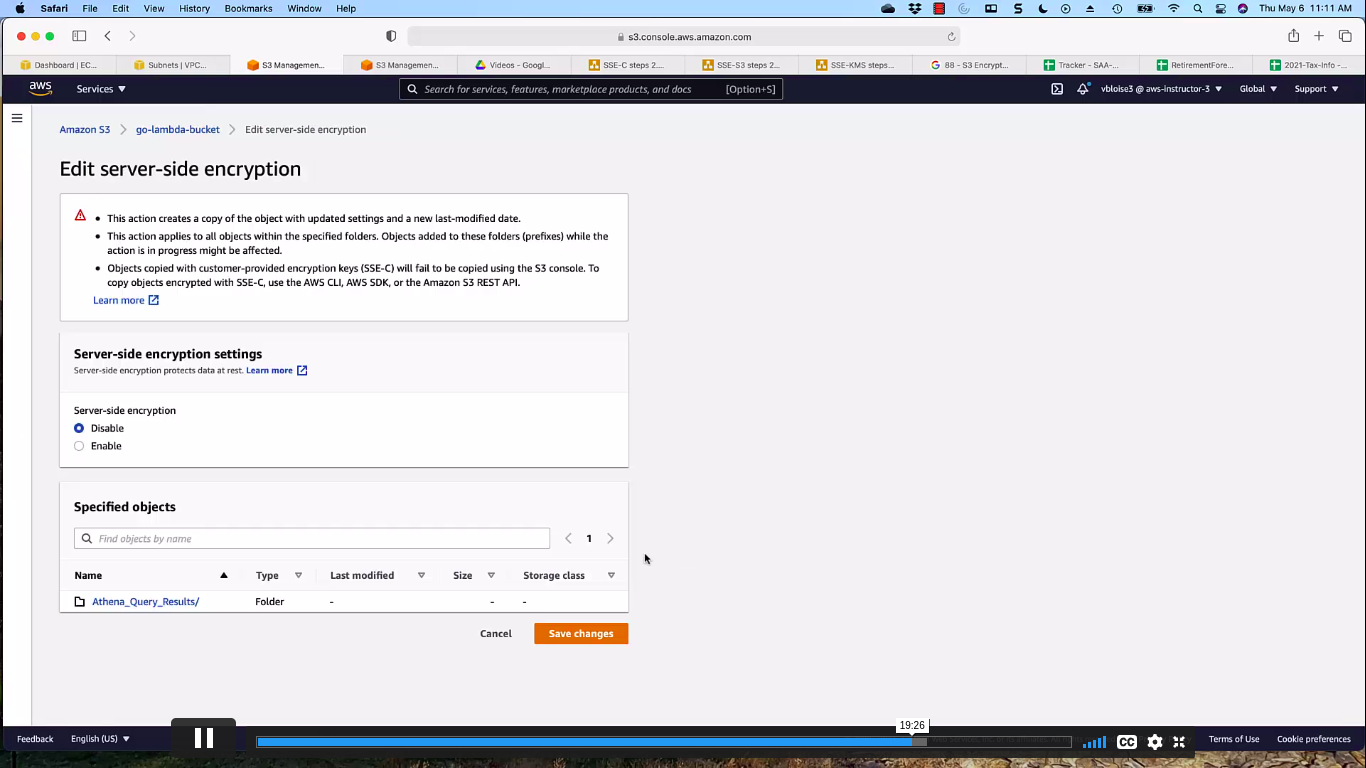 Safari File Edit View History Bookmarks Window Help Thu May 6 11:11 AM
s3.console.aws.amazon.com
Dashboard | EC... Subnets | VPC... S3 Managemen... S3 Managemen... Videos - Googl... SSE-C steps 2.... SSE-S3 steps 2... SSE-KMS steps... 88 - S3 Encrypt... Tracker - SAA-... RetirementFore... 2021-Tax-Info -...
aws Services Search for services, features, marketplace products, and docs [Option+S] vbloise3 @ aws-instructor-3 Global Support
Amazon S3 go-lambda-bucket Edit server-side encryption
Edit server-side encryption
• This action creates a copy of the object with updated settings and a new last-modified date.
• This action applies to all objects within the specified folders. Objects added to these folders (prefixes) while the
action is in progress might be affected.
• Objects copied with customer-provided encryption keys (SSE-C) will fail to be copied using the S3 console. To
copy objects encrypted with SSE-C, use the AWS CLI, AWS SDK, or the Amazon S3 REST API.
Learn more
Server-side encryption settings
Server-side encryption protects data at rest. Learn more
Server-side encryption
Disable
Enable
Specified objects
Find objects by name 1
Name Type Last modified Size Storage class
Athena_Query_Results/ Folder - - -
Cancel Save changes
19:26
Feedback English (US) CC Terms of Use Cookie preferences